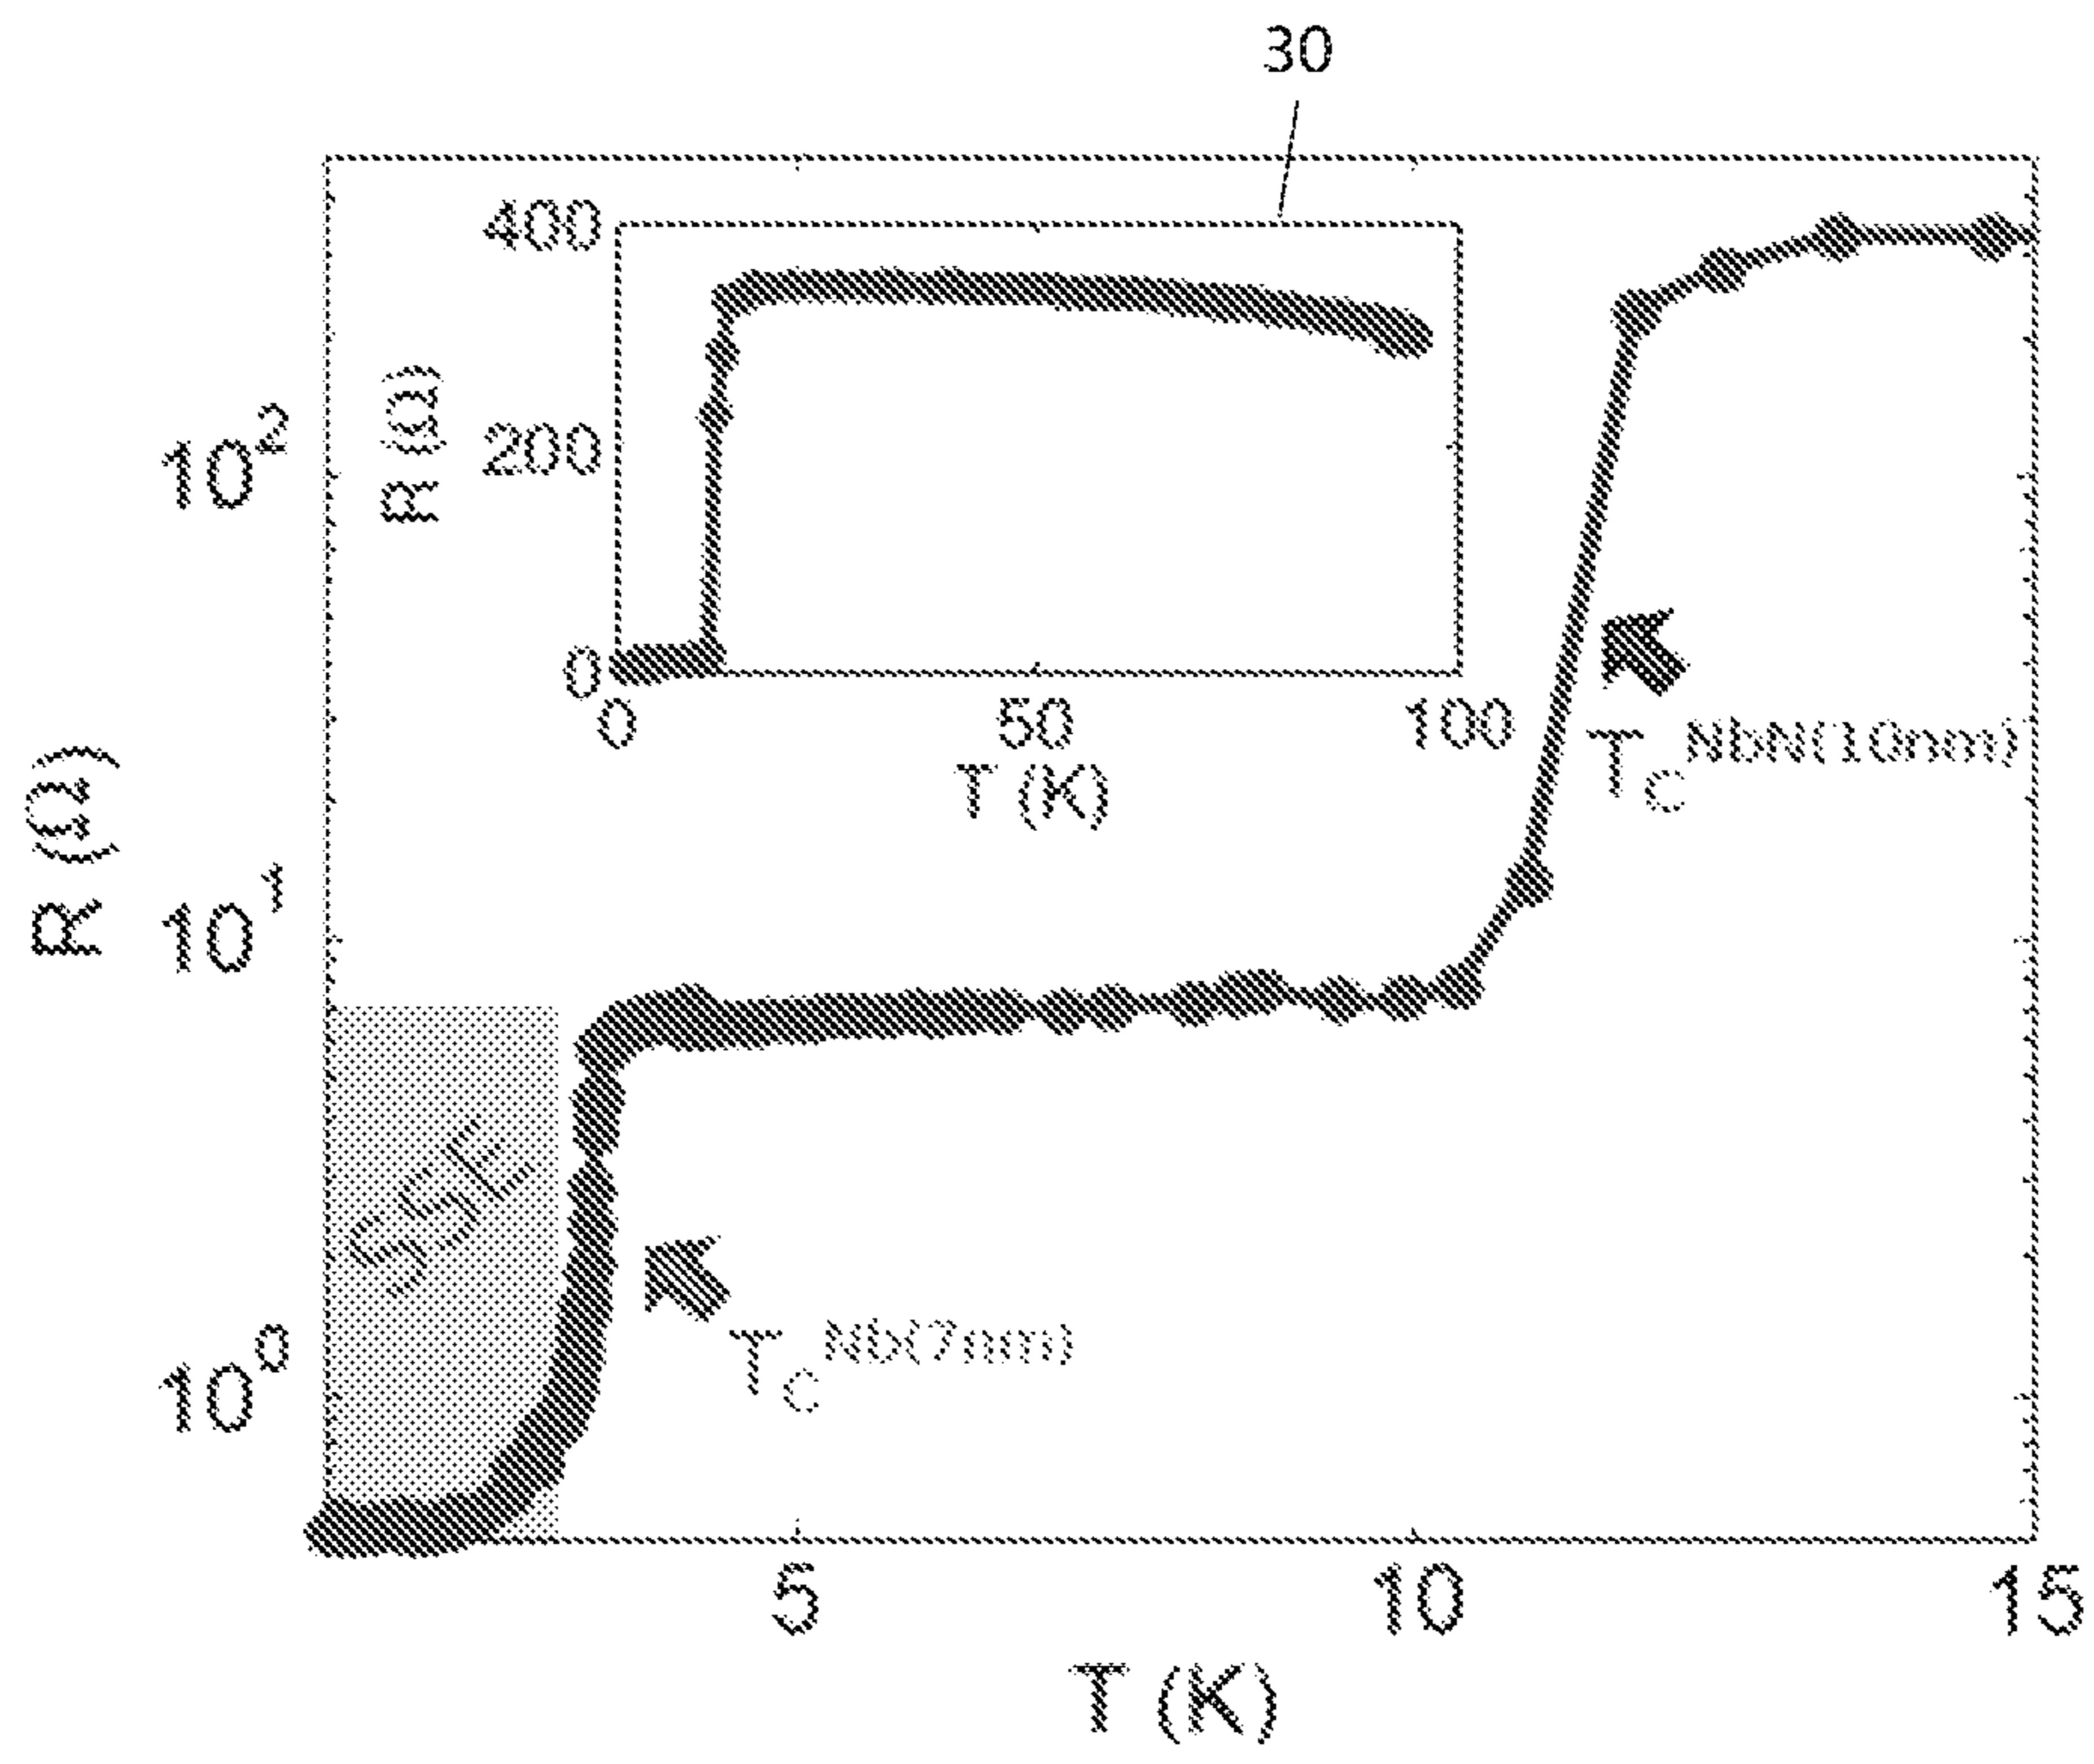 30
400
200
0
R (Ω)
0 50 100
T (K)
10²
10¹
10⁰
R (Ω)
T_C^NbN(10nm)
SSE
T_C^Nb(7nm)
5 10 15
T (K)